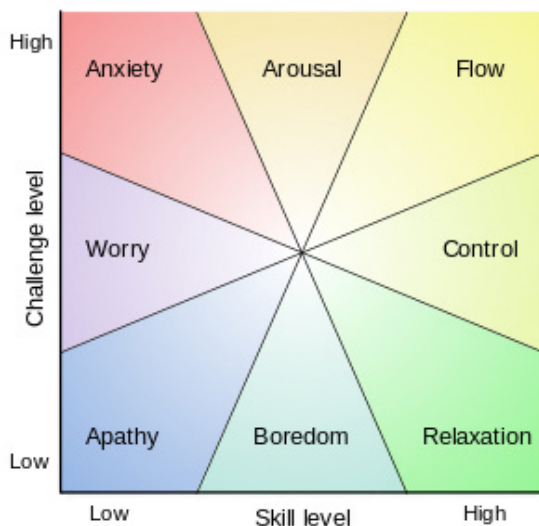 High
Anxiety
Arousal
Flow
Challenge level
Worry
Control
Apathy
Boredom
Relaxation
Low
Low
Skill level
High